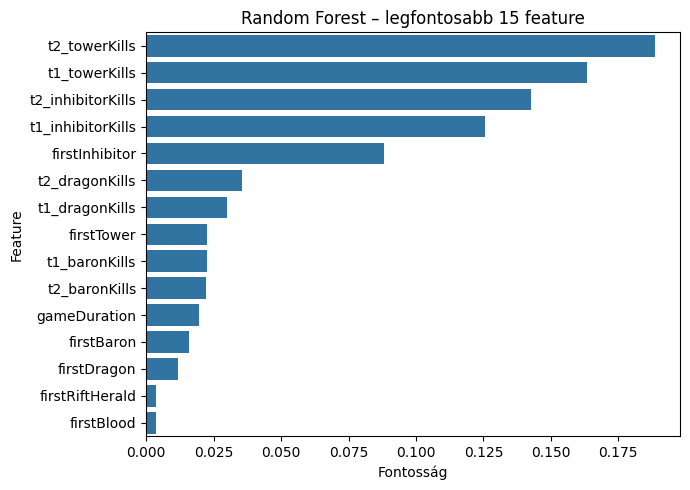 Random Forest – legfontosabb 15 feature
Feature
t2_towerKills
t1_towerKills
t2_inhibitorKills
t1_inhibitorKills
firstInhibitor
t2_dragonKills
t1_dragonKills
firstTower
t1_baronKills
t2_baronKills
gameDuration
firstBaron
firstDragon
firstRiftHerald
firstBlood
0.000 0.025 0.050 0.075 0.100 0.125 0.150 0.175
Fontosság